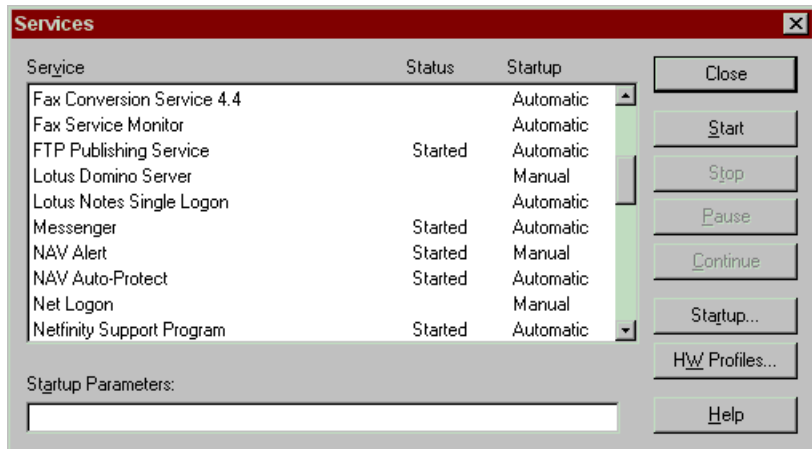 Services
Service Status Startup
Fax Conversion Service 4.4 Automatic
Fax Service Monitor Automatic
FTP Publishing Service Started Automatic
Lotus Domino Server Manual
Lotus Notes Single Logon Automatic
Messenger Started Automatic
NAV Alert Started Manual
NAV Auto-Protect Started Automatic
Net Logon Manual
Netfinity Support Program Started Automatic
Startup Parameters:
Close
Start
Stop
Pause
Continue
Startup...
HW Profiles...
Help